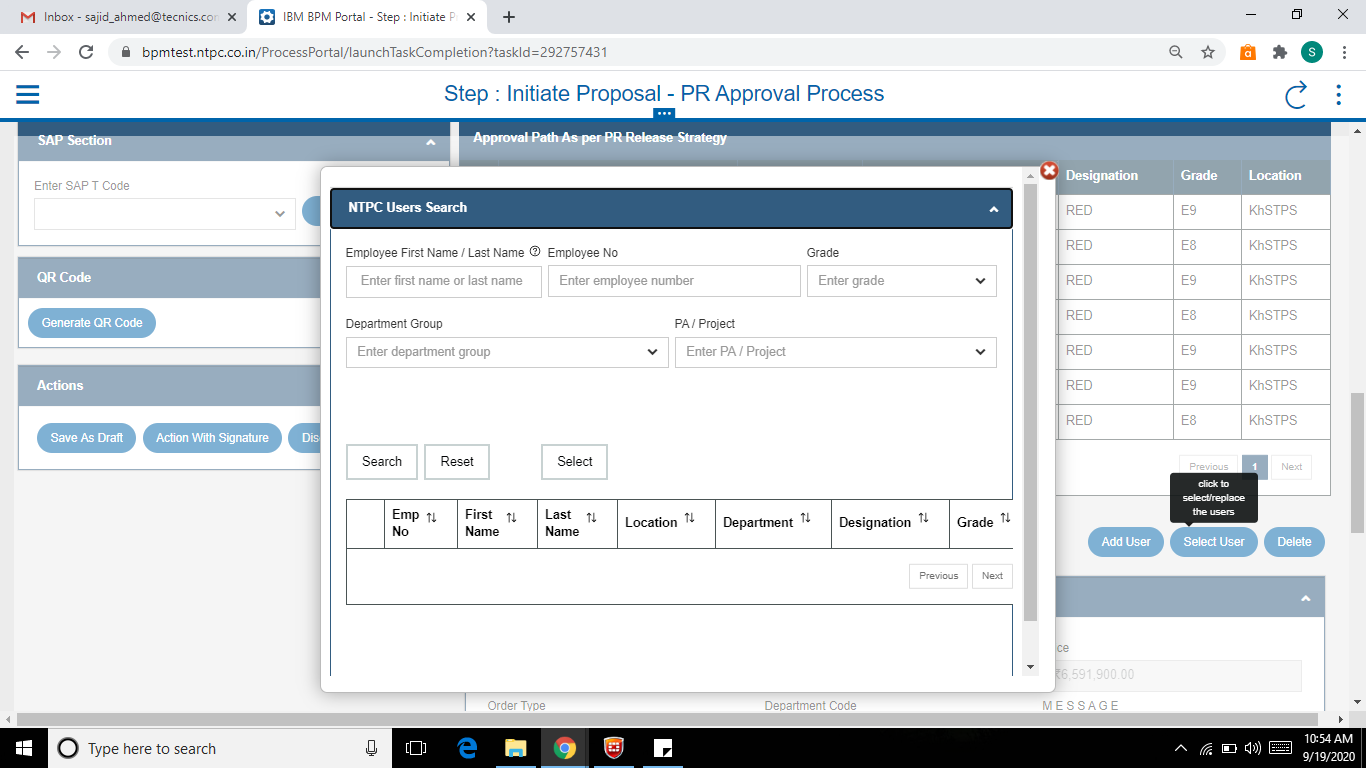 Inbox - sajid_ahmed@tecnics.con
IBM BPM Portal - Step : Initiate P
bpmtest.ntpc.co.in/ProcessPortal/launchTaskCompletion?taskId=292757431
S
Step : Initiate Proposal - PR Approval Process
SAP Section
Enter SAP T Code
QR Code
Generate QR Code
Actions
Save As Draft
Action With Signature
Approval Path As per PR Release Strategy
Designation Grade Location
RED E9 KhSTPS
RED E8 KhSTPS
RED E9 KhSTPS
RED E8 KhSTPS
RED E9 KhSTPS
RED E9 KhSTPS
RED E8 KhSTPS
Previous 1 Next
click to
select/replace
the users
Add User Select User Delete
NTPC Users Search
Employee First Name / Last Name Employee No Grade
Enter first name or last name Enter employee number Enter grade
Department Group PA / Project
Enter department group Enter PA / Project
Search Reset Select
Emp No First Name Last Name Location Department Designation Grade
Previous Next
₹6,591,900.00
Order Type Department Code MESSAGE
Type here to search
10:54 AM
9/19/2020